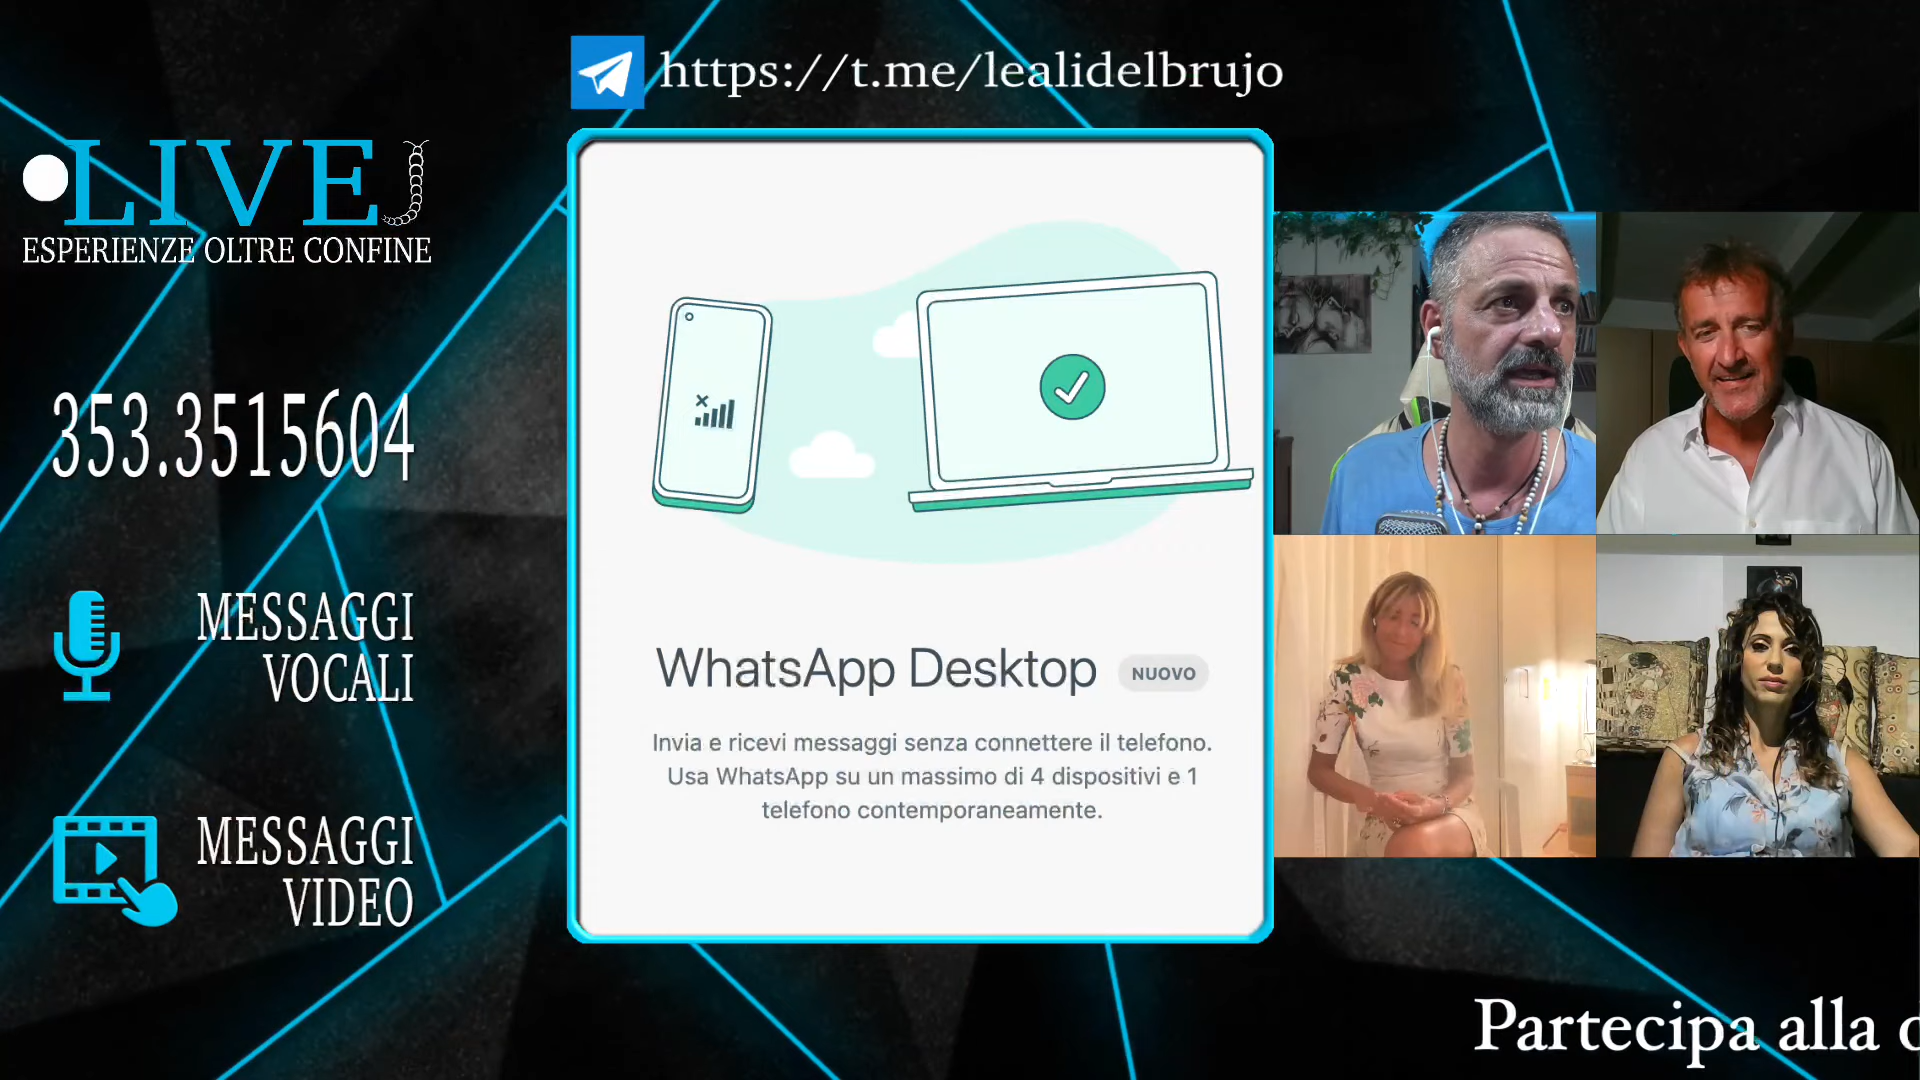 https://t.me/lealidelbrujo
LIVE
ESPERIENZE OLTRE CONFINE
353.3515604
MESSAGGI
VOCALI
MESSAGGI
VIDEO
WhatsApp Desktop NUOVO
Invia e ricevi messaggi senza connettere il telefono.
Usa WhatsApp su un massimo di 4 dispositivi e 1
telefono contemporaneamente.
Partecipa alla